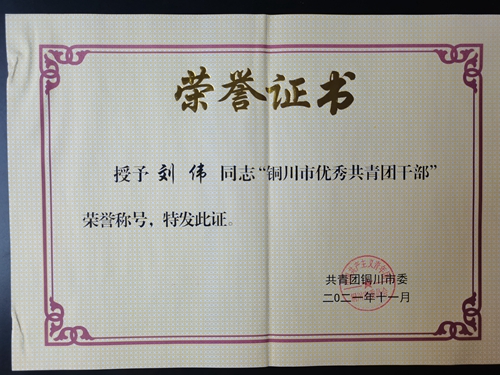 荣誉证书
授予 刘伟 同志“铜川市优秀共青团干部”
荣誉称号，特发此证。
共青团铜川市委
二〇二一年十一月